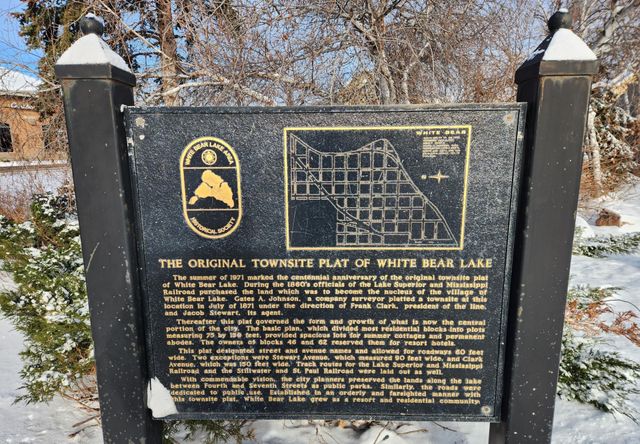 WHITE BEAR LAKE AREA
HISTORICAL SOCIETY
WHITE BEAR
THE ORIGINAL TOWNSITE PLAT OF WHITE BEAR LAKE
The summer of 1971 marked the centennial anniversary of the original townsite plat
of White Bear Lake. During the 1860's officials of the Lake Superior and Mississippi
Railroad purchased the land which was to become the nucleus of the village of
White Bear Lake. Gates A. Johnson, a company surveyor platted a townsite at this
location in July of 1871 under the direction of Frank Clark, president of the line,
and Jacob Stewart, its agent.
Thereafter this plat governed the form and growth of what is now the central
portion of the city. The basic plan, which divided most residential blocks into plots
measuring 75 by feet, provided spacious lots for summer cottages and permanent
abodes. The owners of blocks 46 and 62 reserved them for resort hotels.
This plat designated street and avenue names and allowed for roadways 60 feet
wide. Two exceptions were Stewart Avenue, which measured 90 feet wide, and Clark
Avenue, which was 150 feet wide. Track routes for the Lake Superior and Mississippi
Railroad and the Stillwater and St. Paul Railroad were laid out as well.
With commendable vision, the city planners preserved the lands along the lake
between Fourth and Seventh Streets as public parks. Similarly, the roads were
dedicated to public use. Established in an orderly and farsighted manner with
this townsite plat, White Bear Lake grew as a resort and residential community.